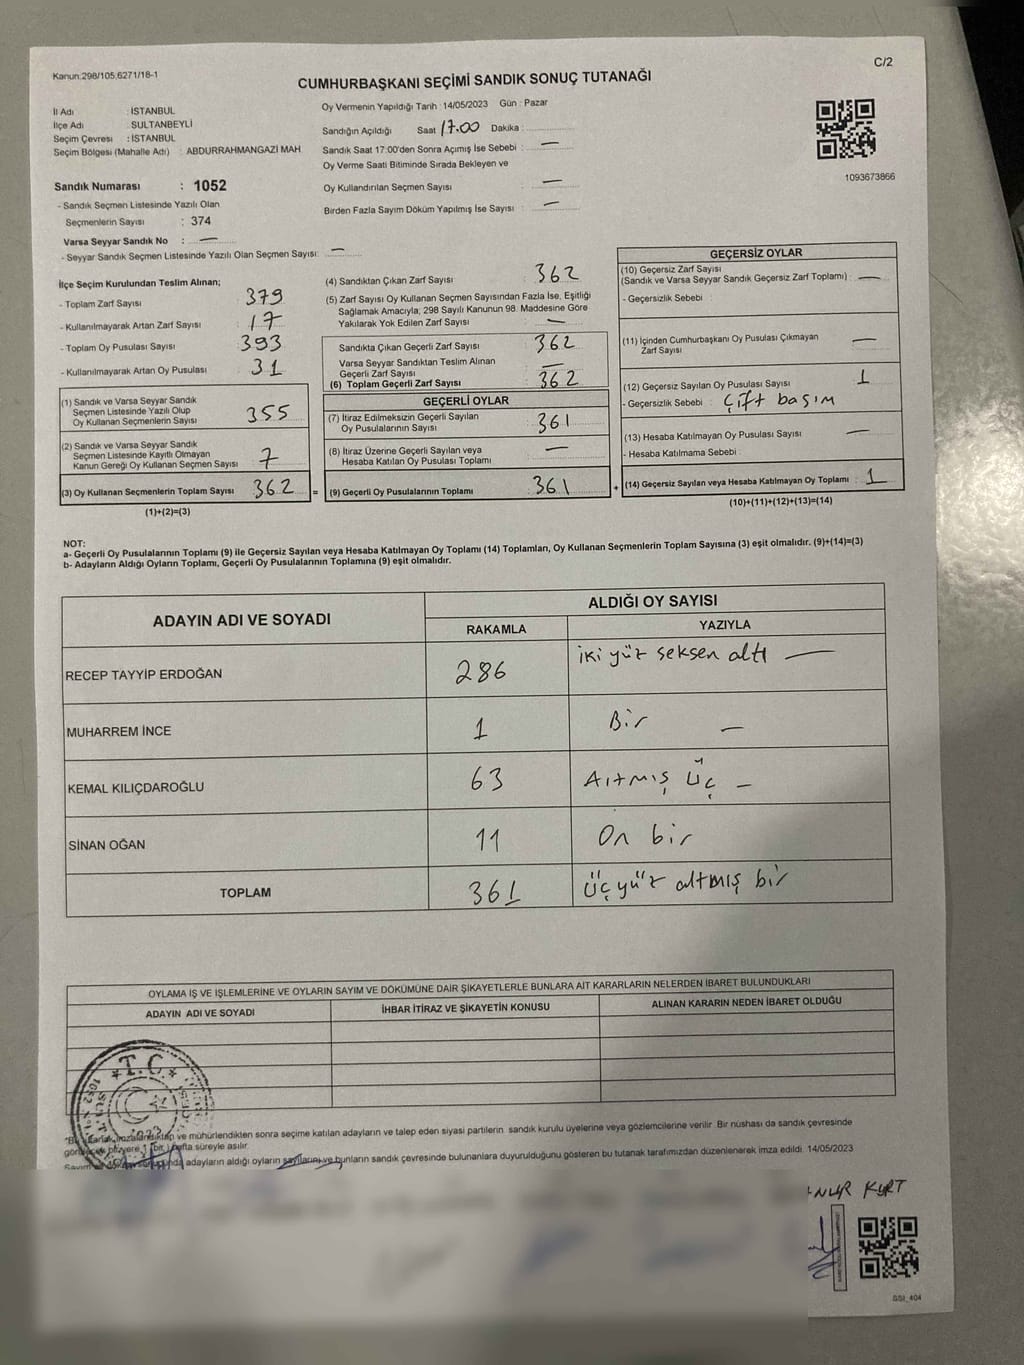 Kanun:298/105;6271/18-1
C/2
CUMHURBAŞKANI SEÇİMİ SANDIK SONUÇ TUTANAĞI
İl Adı : İSTANBUL
İlçe Adı : SULTANBEYLİ
Seçim Çevresi : İSTANBUL
Seçim Bölgesi (Mahalle Adı) : ABDURRAHMANGAZİ MAH.
Oy Vermenin Yapıldığı Tarih : 14/05/2023 Gün : Pazar
Sandığın Açıldığı Saat 17.00 Dakika :
Sandık Saat 17:00'den Sonra Açımış İse Sebebi : —
Oy Verme Saati Bitiminde Sırada Bekleyen ve
Oy Kullandırılan Seçmen Sayısı —
Birden Fazla Sayım Döküm Yapılmış İse Sayısı : —
1093673866
Sandık Numarası : 1052
- Sandık Seçmen Listesinde Yazılı Olan
Seçmenlerin Sayısı : 374
Varsa Seyyar Sandık No : —
- Seyyar Sandık Seçmen Listesinde Yazılı Olan Seçmen Sayısı: —
İlçe Seçim Kurulundan Teslim Alınan;
- Toplam Zarf Sayısı : 379
- Kullanılmayarak Artan Zarf Sayısı : 17
- Toplam Oy Pusulası Sayısı : 393
- Kullanılmayarak Artan Oy Pusulası : 31
(1) Sandık ve Varsa Seyyar Sandık
Seçmen Listesinde Yazılı Olup
Oy Kullanan Seçmenlerin Sayısı : 355
(2) Sandık ve Varsa Seyyar Sandık
Seçmen Listesinde Kayıtlı Olmayan
Kanun Gereği Oy Kullanan Seçmen Sayısı : 7
(3) Oy Kullanan Seçmenlerin Toplam Sayısı : 362
(1)+(2)=(3)
(4) Sandıktan Çıkan Zarf Sayısı : 362
(5) Zarf Sayısı Oy Kullanan Seçmen Sayısından Fazla İse, Eşitliği
Sağlamak Amacıyla; 298 Sayılı Kanunun 98. Maddesine Göre
Yakılarak Yok Edilen Zarf Sayısı : —
Sandıkta Çıkan Geçerli Zarf Sayısı : 362
Varsa Seyyar Sandıktan Teslim Alınan
Geçerli Zarf Sayısı : —
(6) Toplam Geçerli Zarf Sayısı : 362
GEÇERLİ OYLAR
(7) İtiraz Edilmeksizin Geçerli Sayılan
Oy Pusulalarının Sayısı : 361
(8) İtiraz Üzerine Geçerli Sayılan veya
Hesaba Katılan Oy Pusulası Toplamı : —
= (9) Geçerli Oy Pusulalarının Toplamı : 361
GEÇERSİZ OYLAR
(10) Geçersiz Zarf Sayısı
(Sandık ve Varsa Seyyar Sandık Geçersiz Zarf Toplamı) : —
- Geçersizlik Sebebi :
(11) İçinden Cumhurbaşkanı Oy Pusulası Çıkmayan
Zarf Sayısı : —
(12) Geçersiz Sayılan Oy Pusulası Sayısı : 1
- Geçersizlik Sebebi : Çift basım
(13) Hesaba Katılmayan Oy Pusulası Sayısı : —
- Hesaba Katılmama Sebebi :
+ (14) Geçersiz Sayılan veya Hesaba Katılmayan Oy Toplamı : 1
(10)+(11)+(12)+(13)=(14)
NOT:
a- Geçerli Oy Pusulalarının Toplamı (9) ile Geçersiz Sayılan veya Hesaba Katılmayan Oy Toplamı (14) Toplamları, Oy Kullanan Seçmenlerin Toplam Sayısına (3) eşit olmalıdır. (9)+(14)=(3)
b- Adayların Aldığı Oyların Toplamı, Geçerli Oy Pusulalarının Toplamına (9) eşit olmalıdır.
ADAYIN ADI VE SOYADI ALDIĞI OY SAYISI
RAKAMLA YAZIYLA
RECEP TAYYİP ERDOĞAN 286 iki yüz seksen altı —
MUHARREM İNCE 1 Bir —
KEMAL KILIÇDAROĞLU 63 Altmış üç —
SİNAN OĞAN 11 On bir
TOPLAM 361 üç yüz altmış bir
OYLAMA İŞ VE İŞLEMLERİNE VE OYLARIN SAYIM VE DÖKÜMÜNE DAİR ŞİKAYETLERLE BUNLARA AİT KARARLARIN NELERDEN İBARET BULUNDUKLARI
ADAYIN ADI VE SOYADI İHBAR İTİRAZ VE ŞİKAYETİN KONUSU ALINAN KARARIN NEDEN İBARET OLDUĞU
T.C.
1052
2023
ve mühürlendikten sonra seçime katılan adayların ve talep eden siyasi partilerin sandık kurulu üyelerine veya gözlemcilerine verilir. Bir nüshası da sandık çevresinde
1 (bir) hafta süreyle asılır.
adayların aldığı oyların sayılarını ve bunların sandık çevresinde bulunanlara duyurulduğunu gösteren bu tutanak tarafımızdan düzenlenerek imza edildi. 14/05/2023
NUR KURT
GSI_404